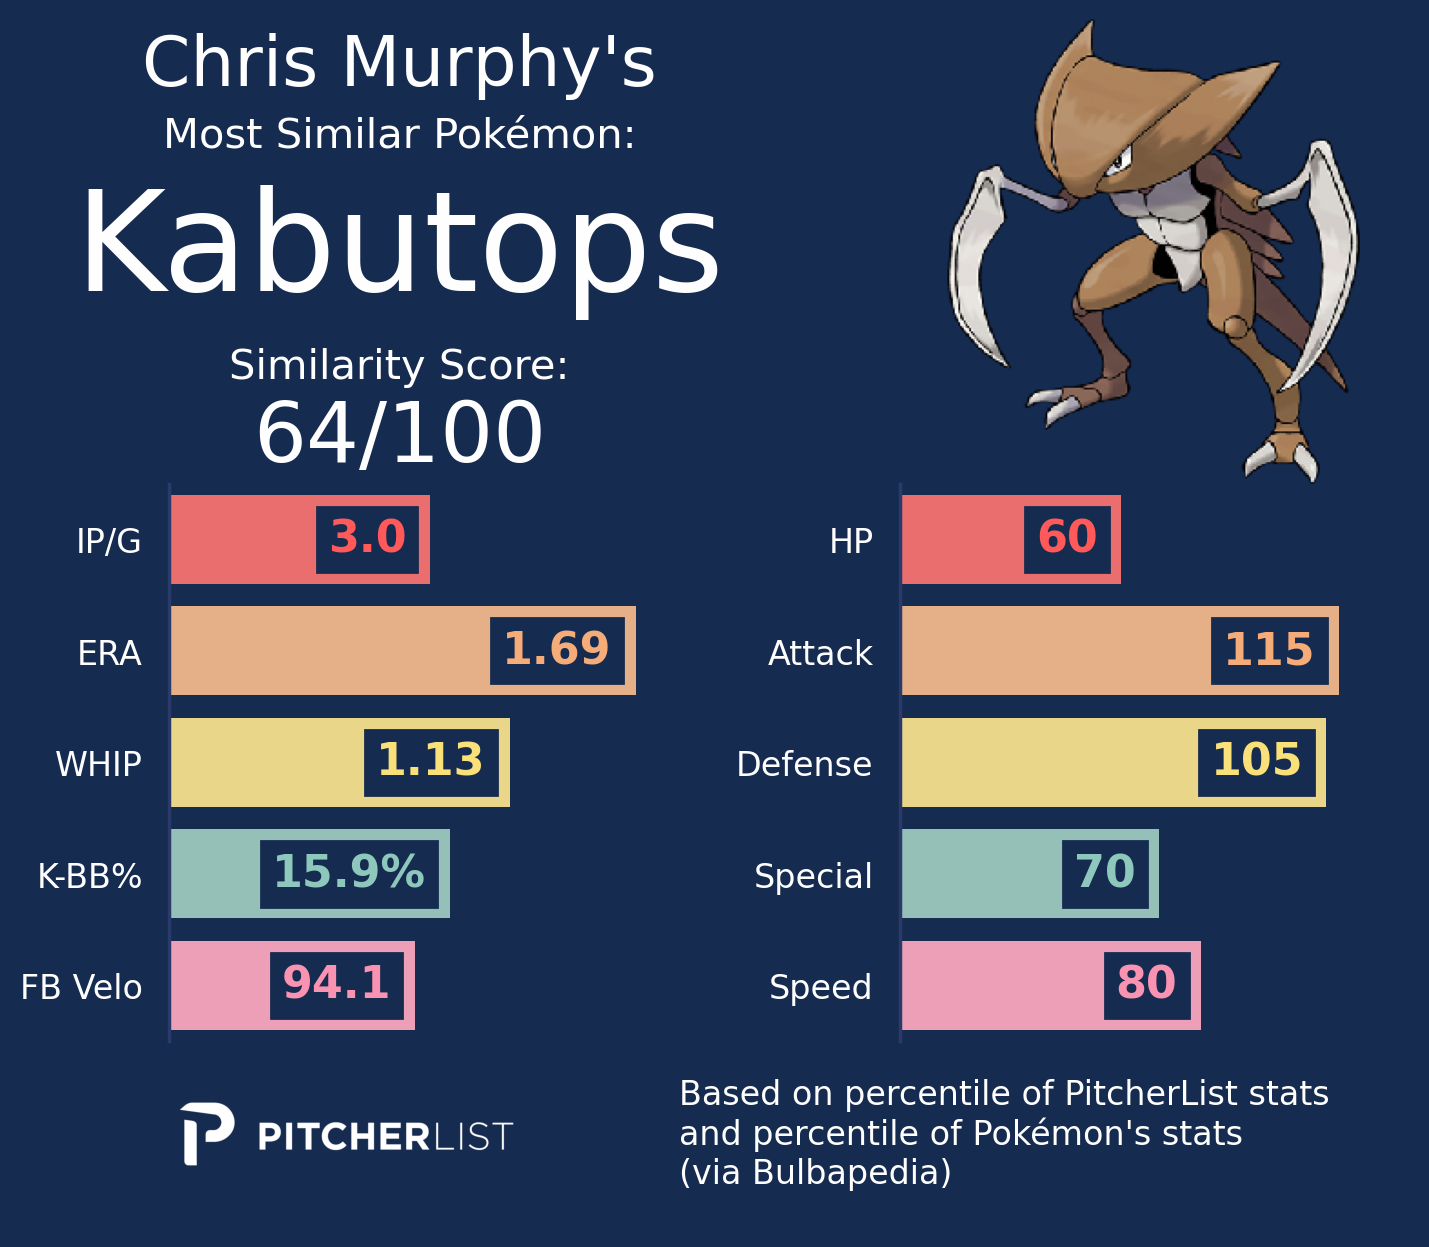 Chris Murphy's
Most Similar Pokémon:
Kabutops
Similarity Score:
64/100
IP/G 3.0
ERA 1.69
WHIP 1.13
K-BB% 15.9%
FB Velo 94.1
HP 60
Attack 115
Defense 105
Special 70
Speed 80
PITCHERLIST
Based on percentile of PitcherList stats
and percentile of Pokémon's stats
(via Bulbapedia)